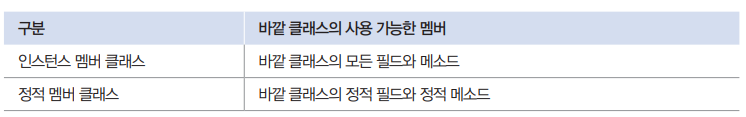 구분 바깥 클래스의 사용 가능한 멤버
인스턴스 멤버 클래스 바깥 클래스의 모든 필드와 메소드
정적 멤버 클래스 바깥 클래스의 정적 필드와 정적 메소드